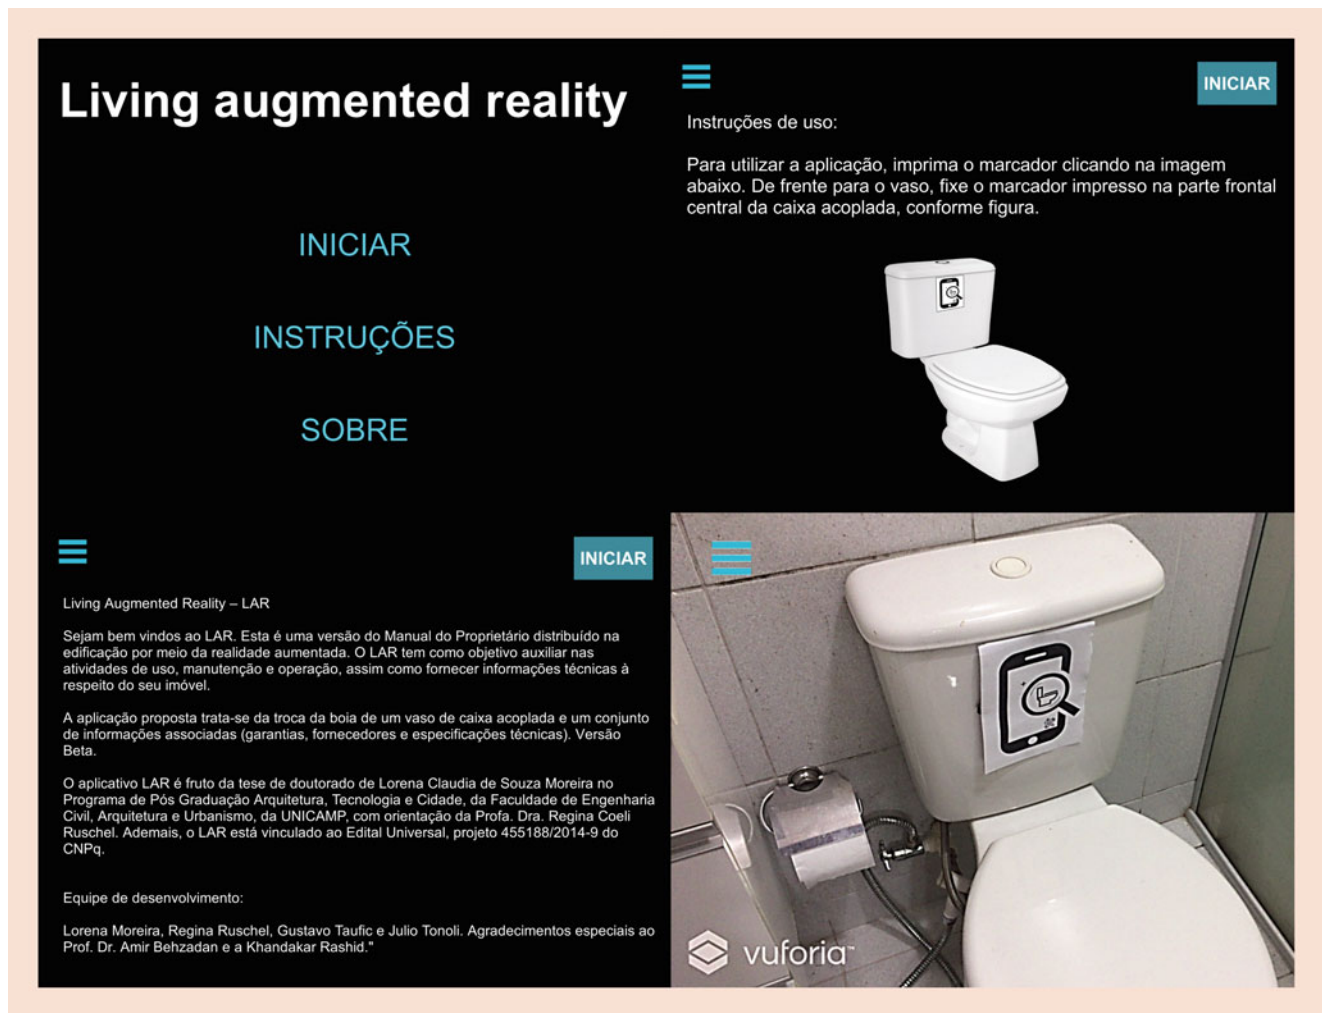 Living augmented reality
INICIAR
INSTRUÇÕES
SOBRE
INICIAR
Instruções de uso:
Para utilizar a aplicação, imprima o marcador clicando na imagem
abaixo. De frente para o vaso, fixe o marcador impresso na parte frontal
central da caixa acoplada, conforme figura.
INICIAR
Living Augmented Reality – LAR
Sejam bem vindos ao LAR. Esta é uma versão do Manual do Proprietário distribuído na
edificação por meio da realidade aumentada. O LAR tem como objetivo auxiliar nas
atividades de uso, manutenção e operação, assim como fornecer informações técnicas à
respeito do seu imóvel.
A aplicação proposta trata-se da troca da boia de um vaso de caixa acoplada e um conjunto
de informações associadas (garantias, fornecedores e especificações técnicas). Versão
Beta.
O aplicativo LAR é fruto da tese de doutorado de Lorena Claudia de Souza Moreira no
Programa de Pós Graduação Arquitetura, Tecnologia e Cidade, da Faculdade de Engenharia
Civil, Arquitetura e Urbanismo, da UNICAMP, com orientação da Profa. Dra. Regina Coeli
Ruschel. Ademais, o LAR está vinculado ao Edital Universal, projeto 455188/2014-9 do
CNPq.
Equipe de desenvolvimento:
Lorena Moreira, Regina Ruschel, Gustavo Taufic e Julio Tonoli. Agradecimentos especiais ao
Prof. Dr. Amir Behzadan e a Khandakar Rashid."
vuforia™